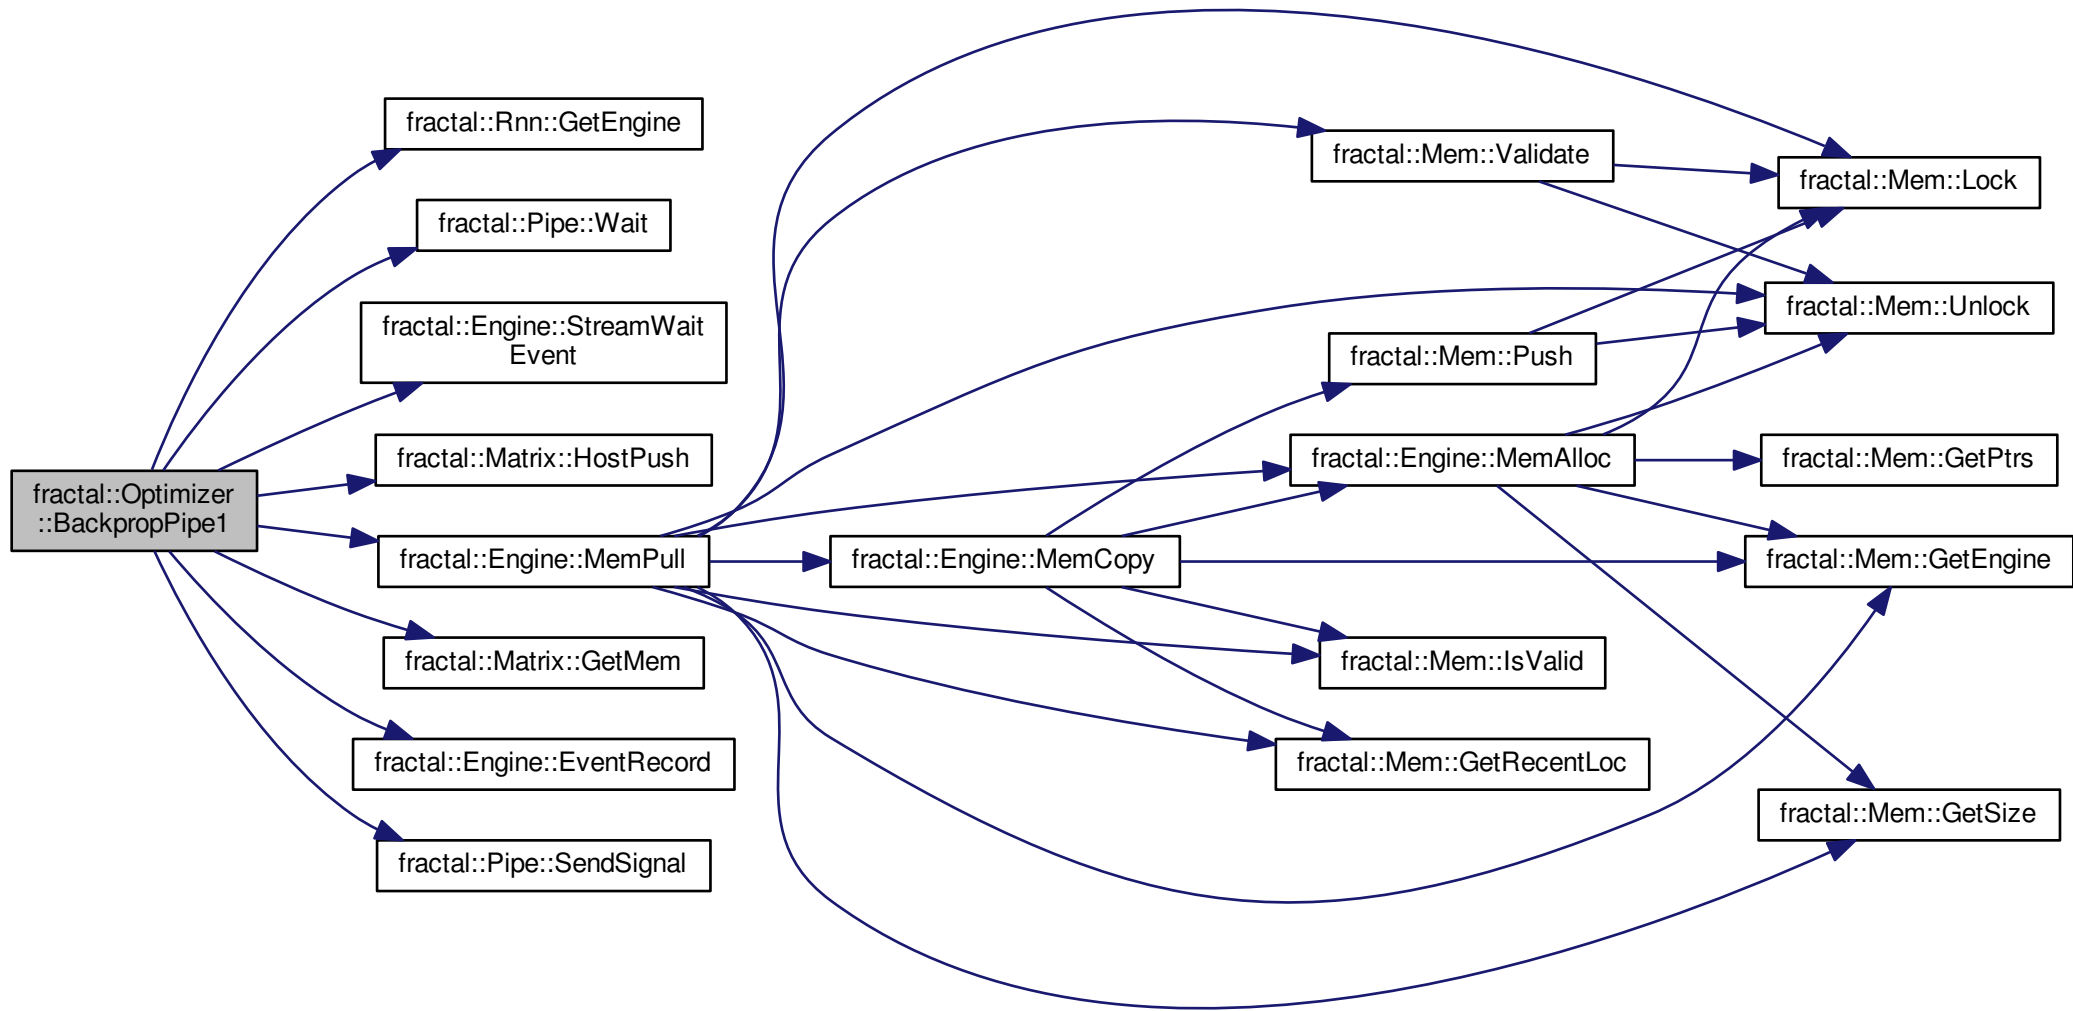 fractal::Optimizer
::BackpropPipe1
fractal::Rnn::GetEngine
fractal::Pipe::Wait
fractal::Engine::StreamWait
Event
fractal::Matrix::HostPush
fractal::Engine::MemPull
fractal::Matrix::GetMem
fractal::Engine::EventRecord
fractal::Pipe::SendSignal
fractal::Engine::MemCopy
fractal::Mem::Validate
fractal::Mem::Push
fractal::Engine::MemAlloc
fractal::Mem::IsValid
fractal::Mem::GetRecentLoc
fractal::Mem::Lock
fractal::Mem::Unlock
fractal::Mem::GetPtrs
fractal::Mem::GetEngine
fractal::Mem::GetSize